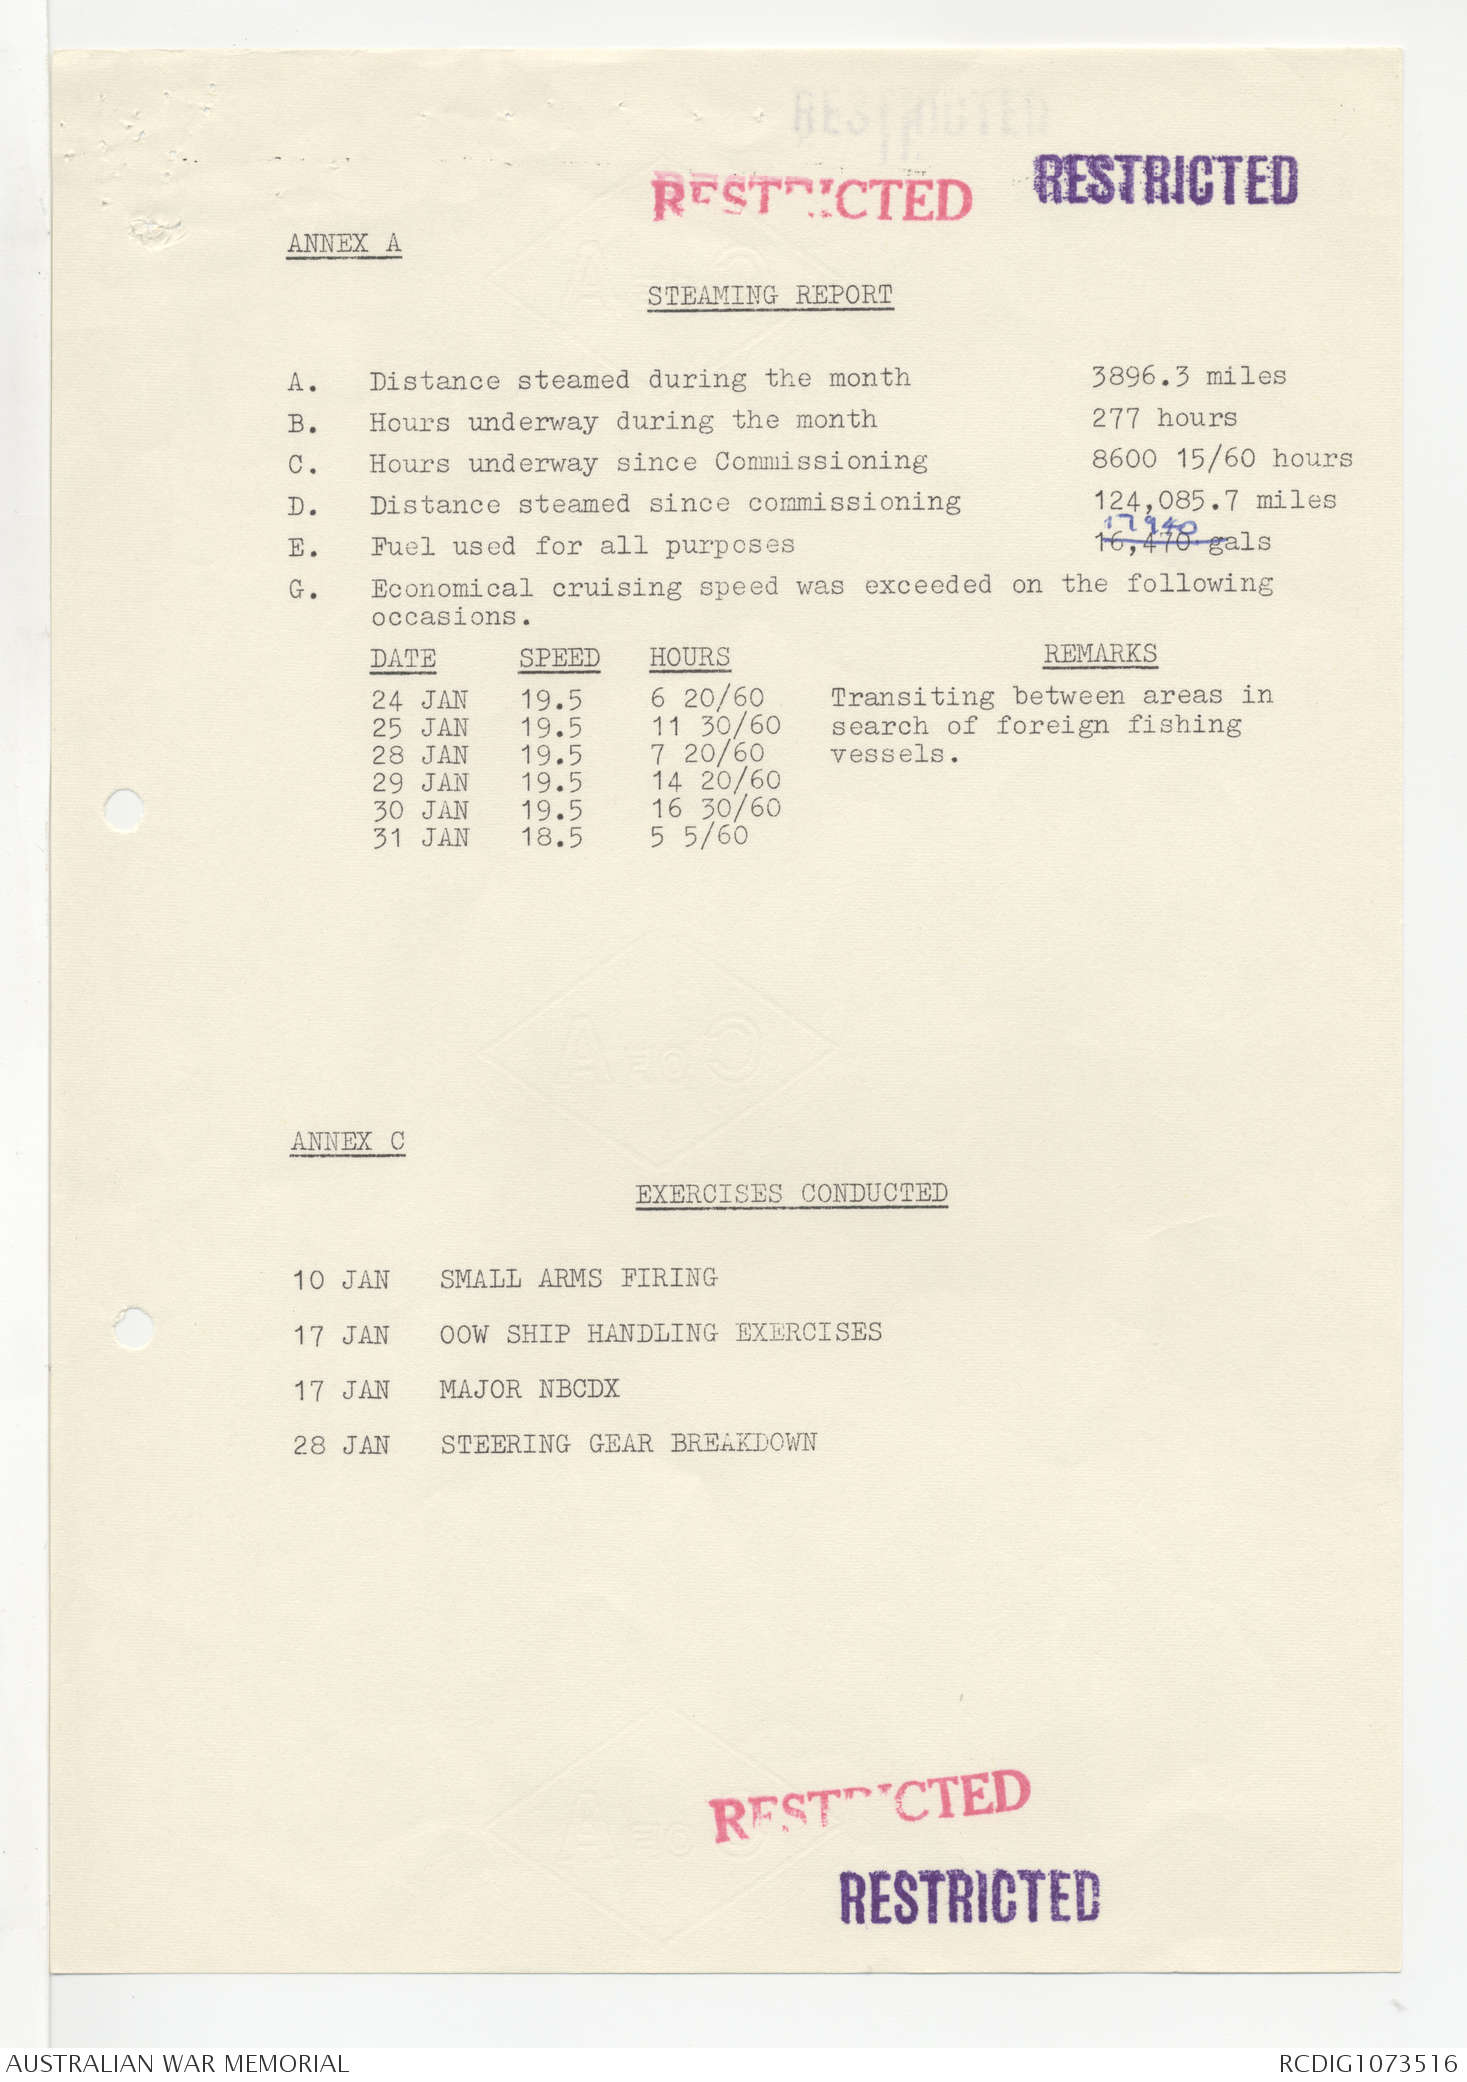 RESTRICTED
RESTRICTED
ANNEX A
STEAMING REPORT
A. Distance steamed during the month 3896.3 miles
B. Hours underway during the month 277 hours
C. Hours underway since Commissioning 8600 15/60 hours
D. Distance steamed since commissioning 124,085.7 miles
17940
E. Fuel used for all purposes 16,470 gals
G. Economical cruising speed was exceeded on the following
occasions.
DATE SPEED HOURS REMARKS
24 JAN 19.5 6 20/60 Transiting between areas in
25 JAN 19.5 11 30/60 search of foreign fishing
28 JAN 19.5 7 20/60 vessels.
29 JAN 19.5 14 20/60
30 JAN 19.5 16 30/60
31 JAN 18.5 5 5/60
ANNEX C
EXERCISES CONDUCTED
10 JAN SMALL ARMS FIRING
17 JAN OOW SHIP HANDLING EXERCISES
17 JAN MAJOR NBCDX
28 JAN STEERING GEAR BREAKDOWN
RESTRICTED
RESTRICTED
AUSTRALIAN WAR MEMORIAL RCDIG1073516